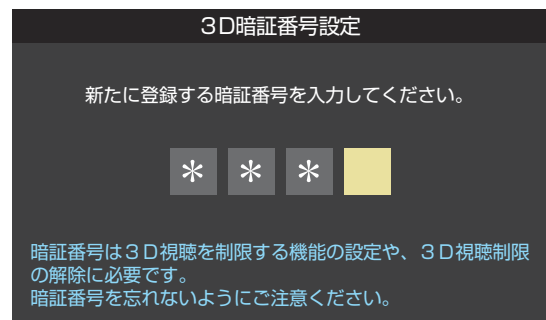 3D暗証番号設定
新たに登録する暗証番号を入力してください。
＊ ＊ ＊
暗証番号は３Ｄ視聴を制限する機能の設定や、３Ｄ視聴制限
の解除に必要です。
暗証番号を忘れないようにご注意ください。